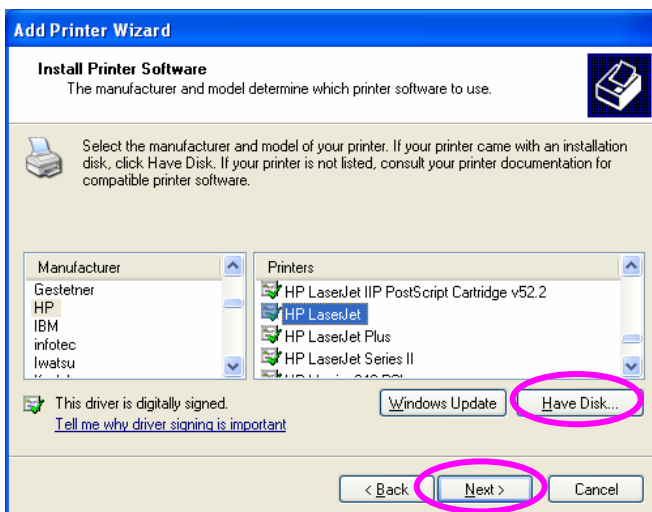 Add Printer Wizard
Install Printer Software
The manufacturer and model determine which printer software to use.
Select the manufacturer and model of your printer. If your printer came with an installation
disk, click Have Disk. If your printer is not listed, consult your printer documentation for
compatible printer software.
Manufacturer
Gestetner
HP
IBM
infotec
Iwatsu
Printers
HP LaserJet IIP PostScript Cartridge v52.2
HP LaserJet
HP LaserJet Plus
HP LaserJet Series II
This driver is digitally signed.
Tell me why driver signing is important
Windows Update
Have Disk...
< Back
Next >
Cancel